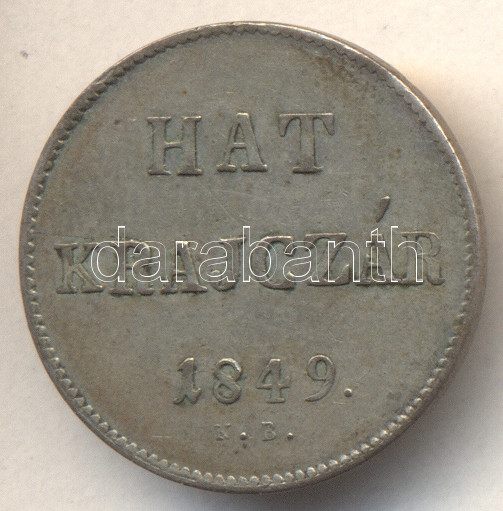 HAT
KRAJCZÁR
darabanth
1849.
N.B.